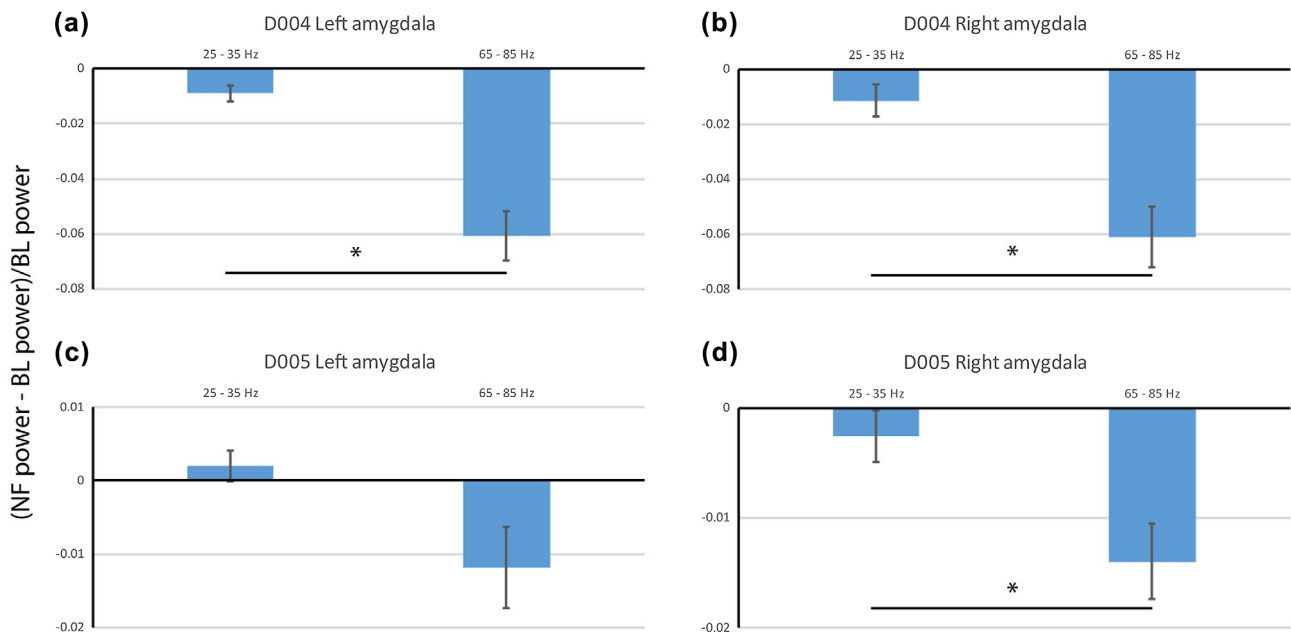 (a)
D004 Left amygdala
25 - 35 Hz
65 - 85 Hz
0
-0.02
-0.04
-0.06
-0.08
*
(b)
D004 Right amygdala
25 - 35 Hz
65 - 85 Hz
0
-0.02
-0.04
-0.06
-0.08
*
(NF power - BL power)/BL power
(c)
D005 Left amygdala
25 - 35 Hz
65 - 85 Hz
0.01
0
-0.01
-0.02
(d)
D005 Right amygdala
25 - 35 Hz
65 - 85 Hz
0
-0.01
-0.02
*